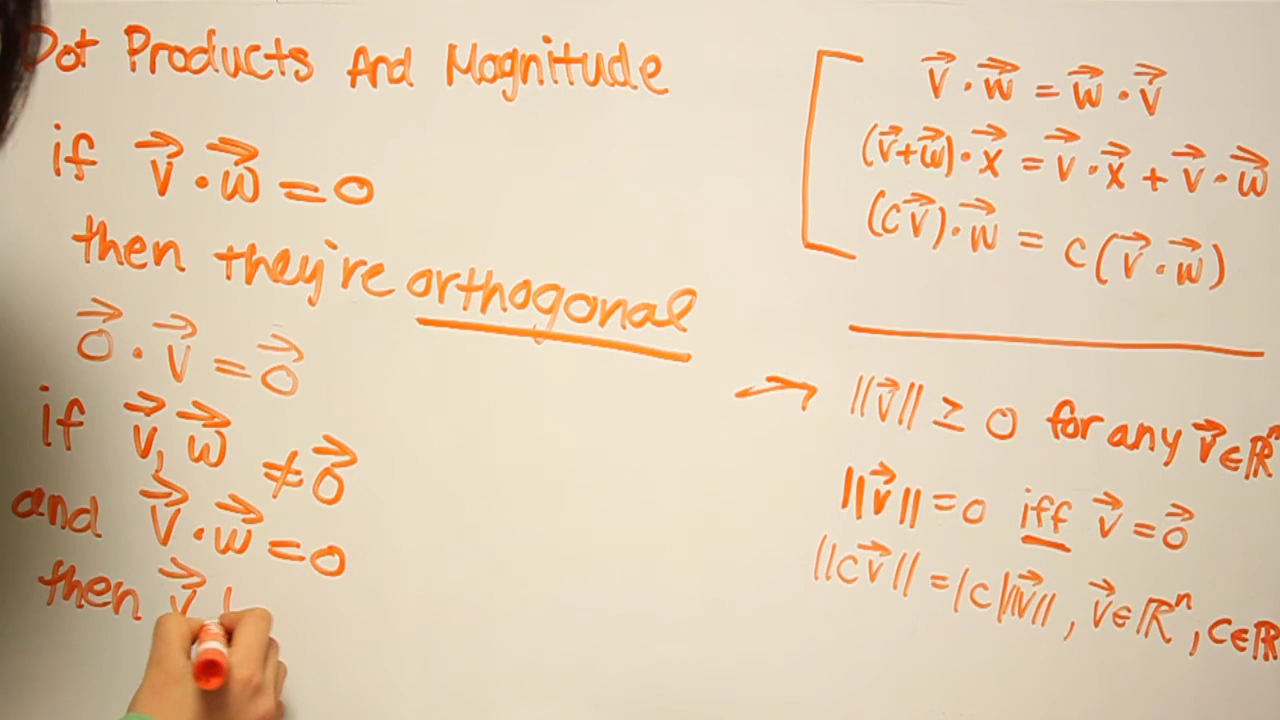 Dot Products And Magnitude
if v⃗ · w⃗ = 0
then they're orthogonal
0⃗ · v⃗ = 0⃗
if v⃗, w⃗ ≠ 0⃗
and v⃗ · w⃗ = 0
then v⃗
v⃗ · w⃗ = w⃗ · v⃗
(v⃗+w⃗) · x⃗ = v⃗ · x⃗ + v⃗ · w⃗
(cv⃗) · w⃗ = c(v⃗ · w⃗)
→ ||v⃗|| ≥ 0 for any v⃗ ∈ ℝⁿ
||v⃗|| = 0 iff v⃗ = 0⃗
||cv⃗|| = |c| ||v⃗||, v⃗ ∈ ℝⁿ, c ∈ ℝ